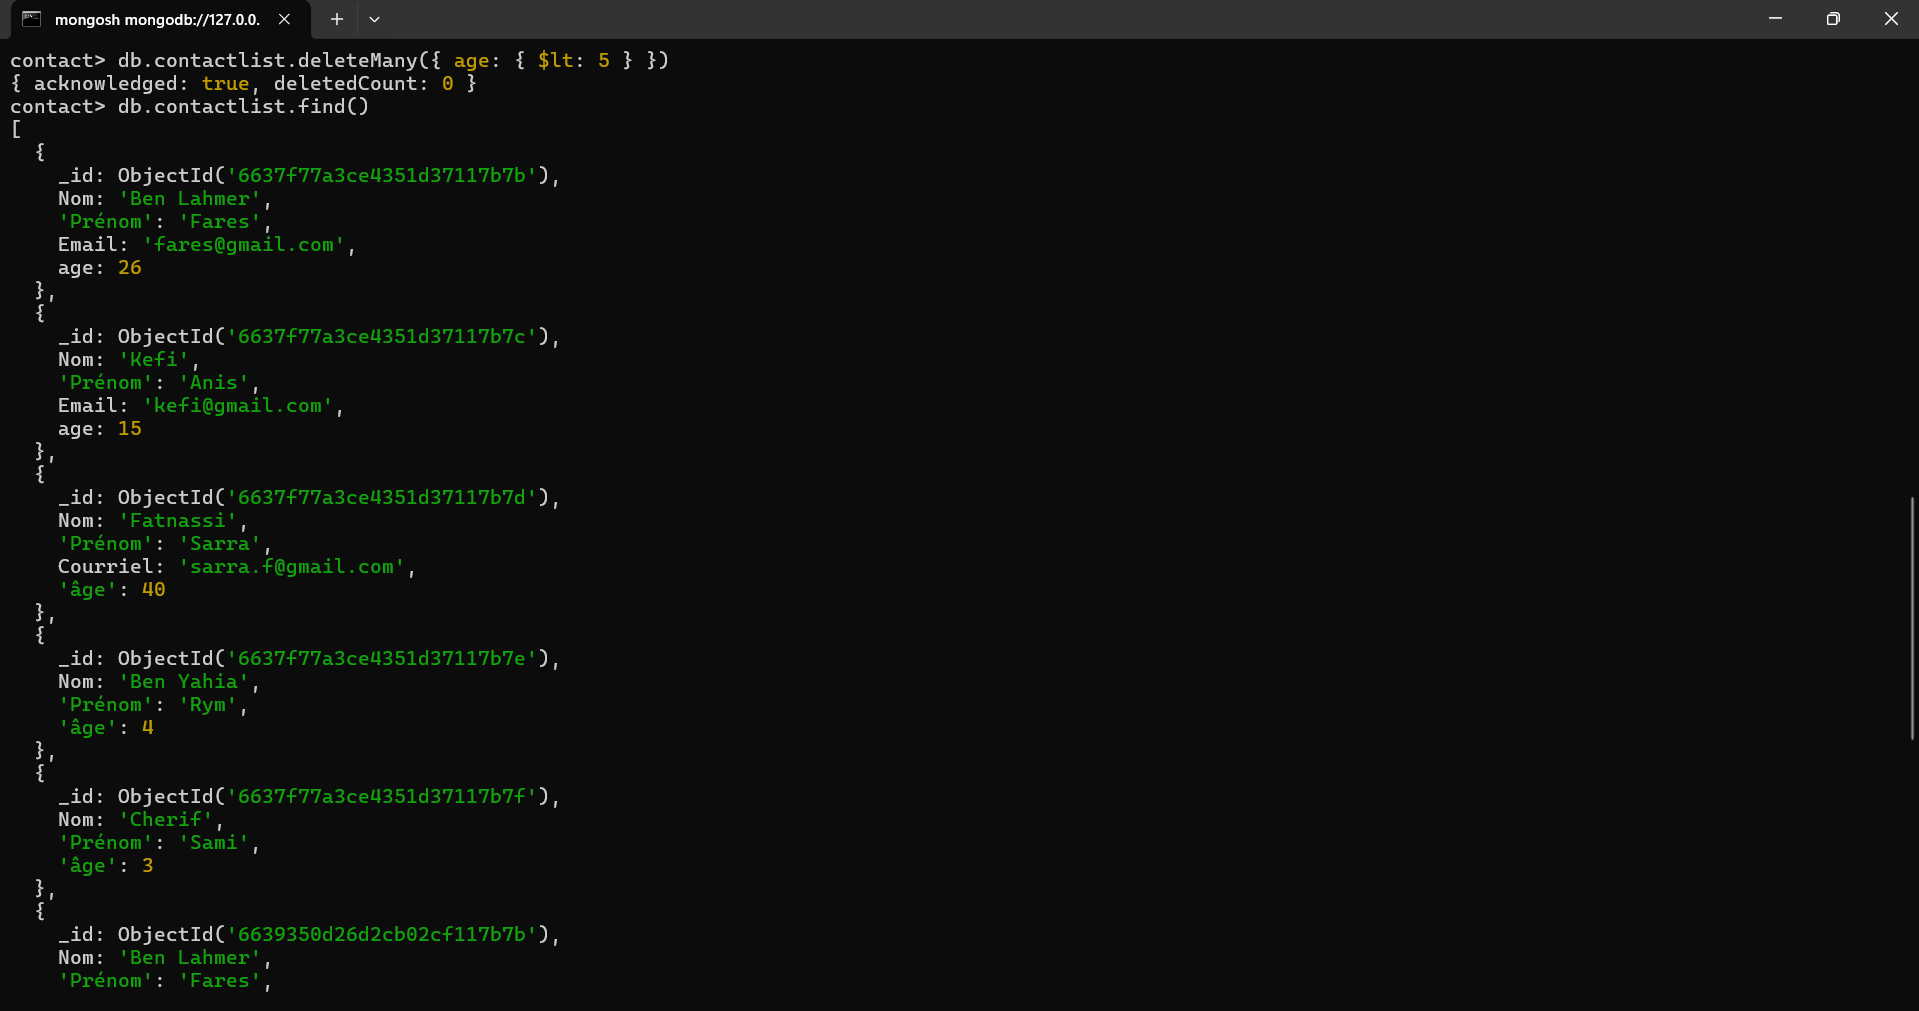 mongosh mongodb://127.0.0.
contact> db.contactlist.deleteMany({ age: { $lt: 5 } })
{ acknowledged: true, deletedCount: 0 }
contact> db.contactlist.find()
[
  {
    _id: ObjectId('6637f77a3ce4351d37117b7b'),
    Nom: 'Ben Lahmer',
    'Prénom': 'Fares',
    Email: 'fares@gmail.com',
    age: 26
  },
  {
    _id: ObjectId('6637f77a3ce4351d37117b7c'),
    Nom: 'Kefi',
    'Prénom': 'Anis',
    Email: 'kefi@gmail.com',
    age: 15
  },
  {
    _id: ObjectId('6637f77a3ce4351d37117b7d'),
    Nom: 'Fatnassi',
    'Prénom': 'Sarra',
    Courriel: 'sarra.f@gmail.com',
    'âge': 40
  },
  {
    _id: ObjectId('6637f77a3ce4351d37117b7e'),
    Nom: 'Ben Yahia',
    'Prénom': 'Rym',
    'âge': 4
  },
  {
    _id: ObjectId('6637f77a3ce4351d37117b7f'),
    Nom: 'Cherif',
    'Prénom': 'Sami',
    'âge': 3
  },
  {
    _id: ObjectId('6639350d26d2cb02cf117b7b'),
    Nom: 'Ben Lahmer',
    'Prénom': 'Fares',